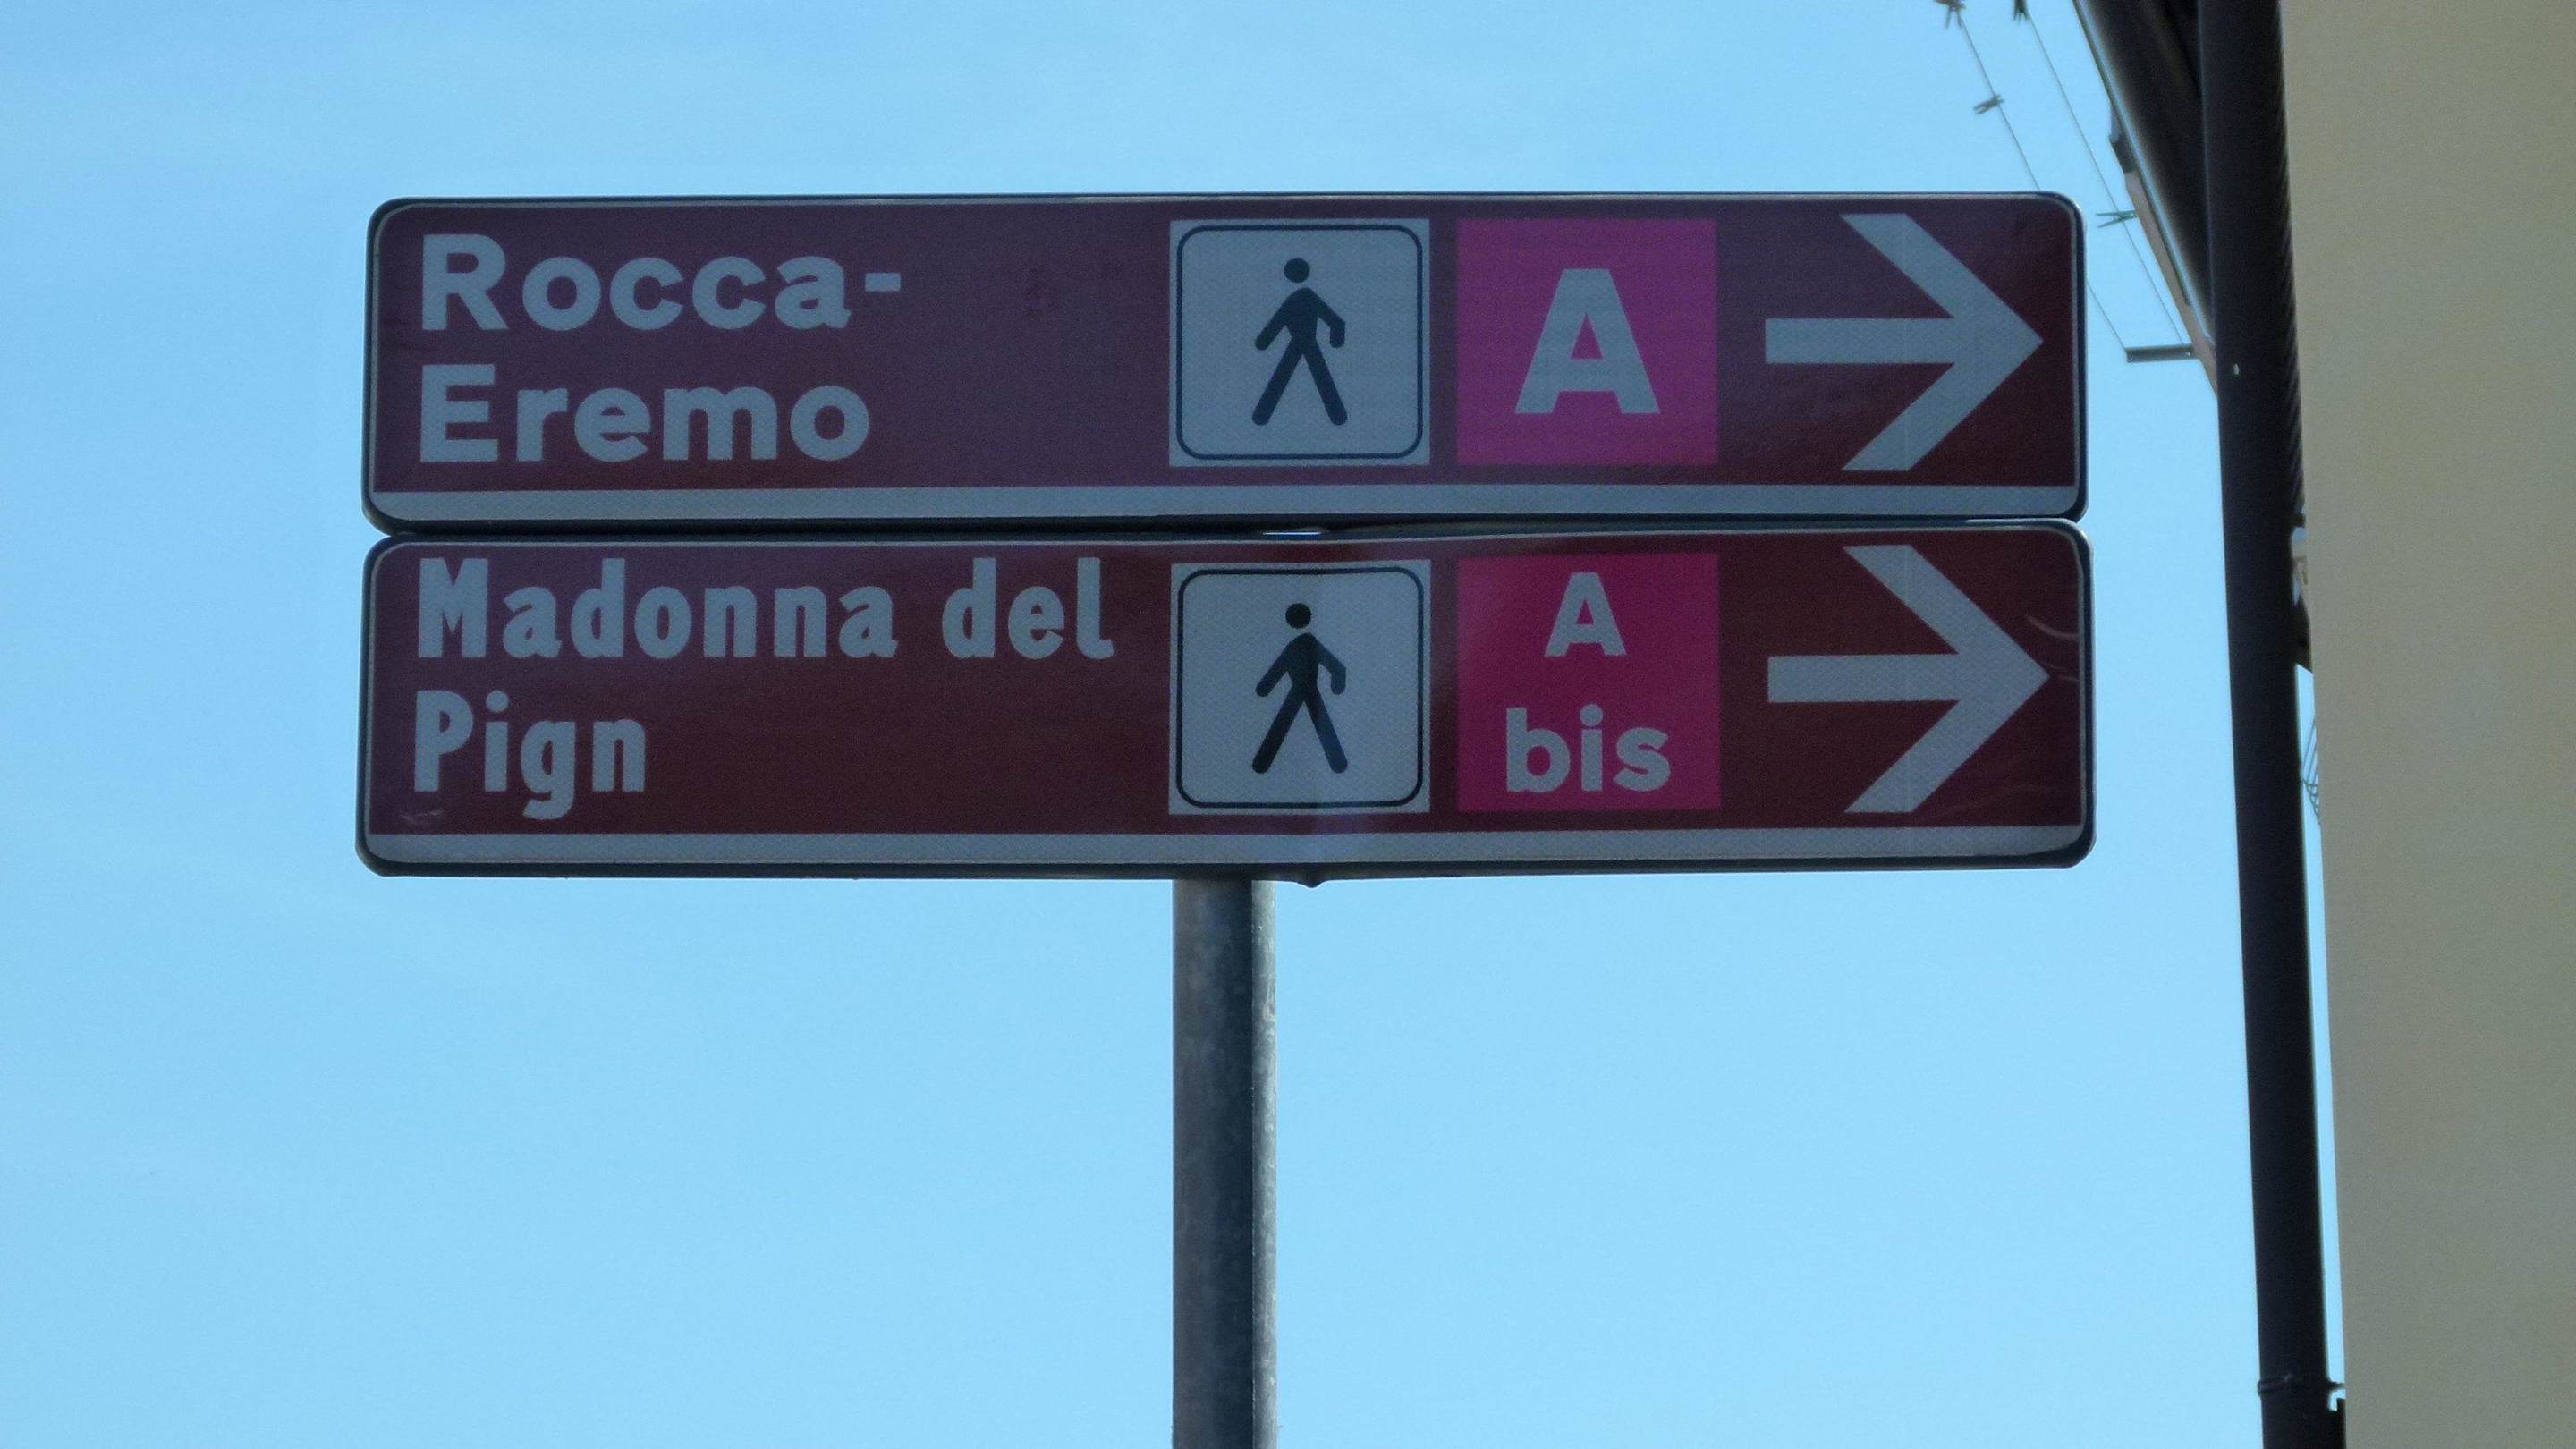 Rocca-
Eremo
A
Madonna del
Pign
A
bis